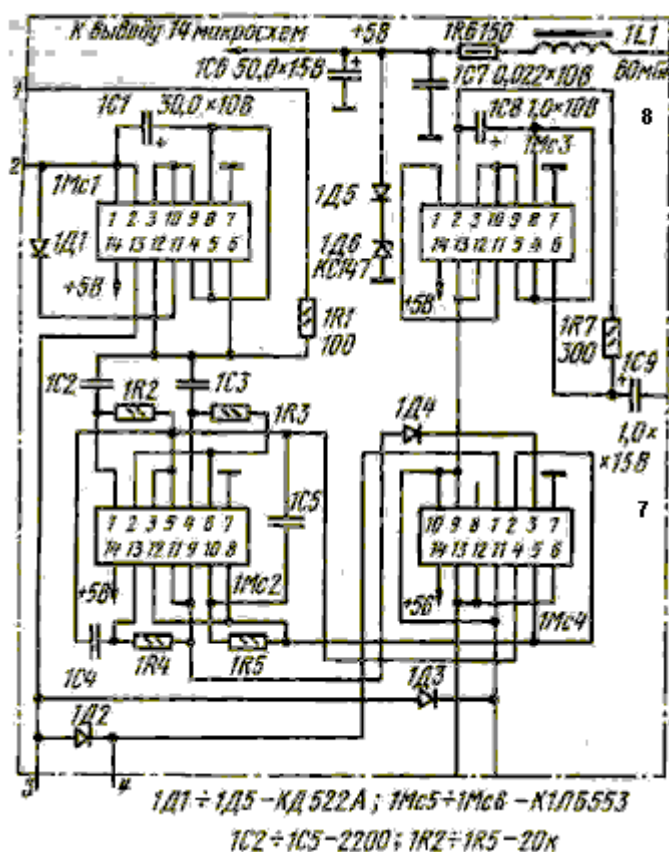 К выводу 14 микросхем
+5В
1R6 150
1L1
1С6 50,0×15В
1С7 0,022×10В
60мкГ
1
1С1
30,0×10В
1С8 1,0×10В
8
2
1Мс1
1Мс3
1Д1
1 2 3 10 9 8 7
14 13 12 11 4 5 6
1Д5
1Д6
КС147
1 2 3 10 9 8 7
14 13 12 11 5 4 6
+5В
+5В
1R1
100
1R7
300
1С9
1С2
1R2
1С3
1R3
1Д4
1,0×
×15В
1С5
7
1 2 3 5 4 6 7
14 13 12 11 9 10 8
10 9 8 1 2 3 7
14 13 12 11 4 5 6
+5В
1Мс2
+5В
1Мс4
1С4
1R4
1R5
1Д3
1Д2
3
4
1Д1÷1Д5-КД522А; 1Мс5÷1Мс8-К1ЛБ553
1С2÷1С5-2200; 1R2÷1R5-20к